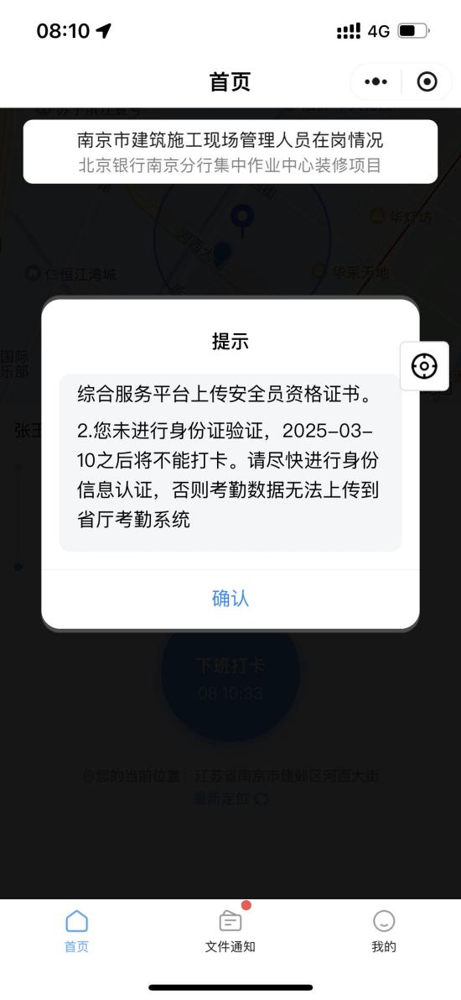 08:10
4G
首页
南京市建筑施工现场管理人员在岗情况
北京银行南京分行集中作业中心装修项目
华灯坊
河西大
仁恒江湾城
华采天地
国际
乐部
提示
综合服务平台上传安全员资格证书。
2.您未进行身份证验证，2025-03-
10之后将不能打卡。请尽快进行身份
信息认证，否则考勤数据无法上传到
省厅考勤系统
确认
下班打卡
08:10:33
您的当前位置：江苏省南京市建邺区河西大街
重新定位
首页
文件通知
我的